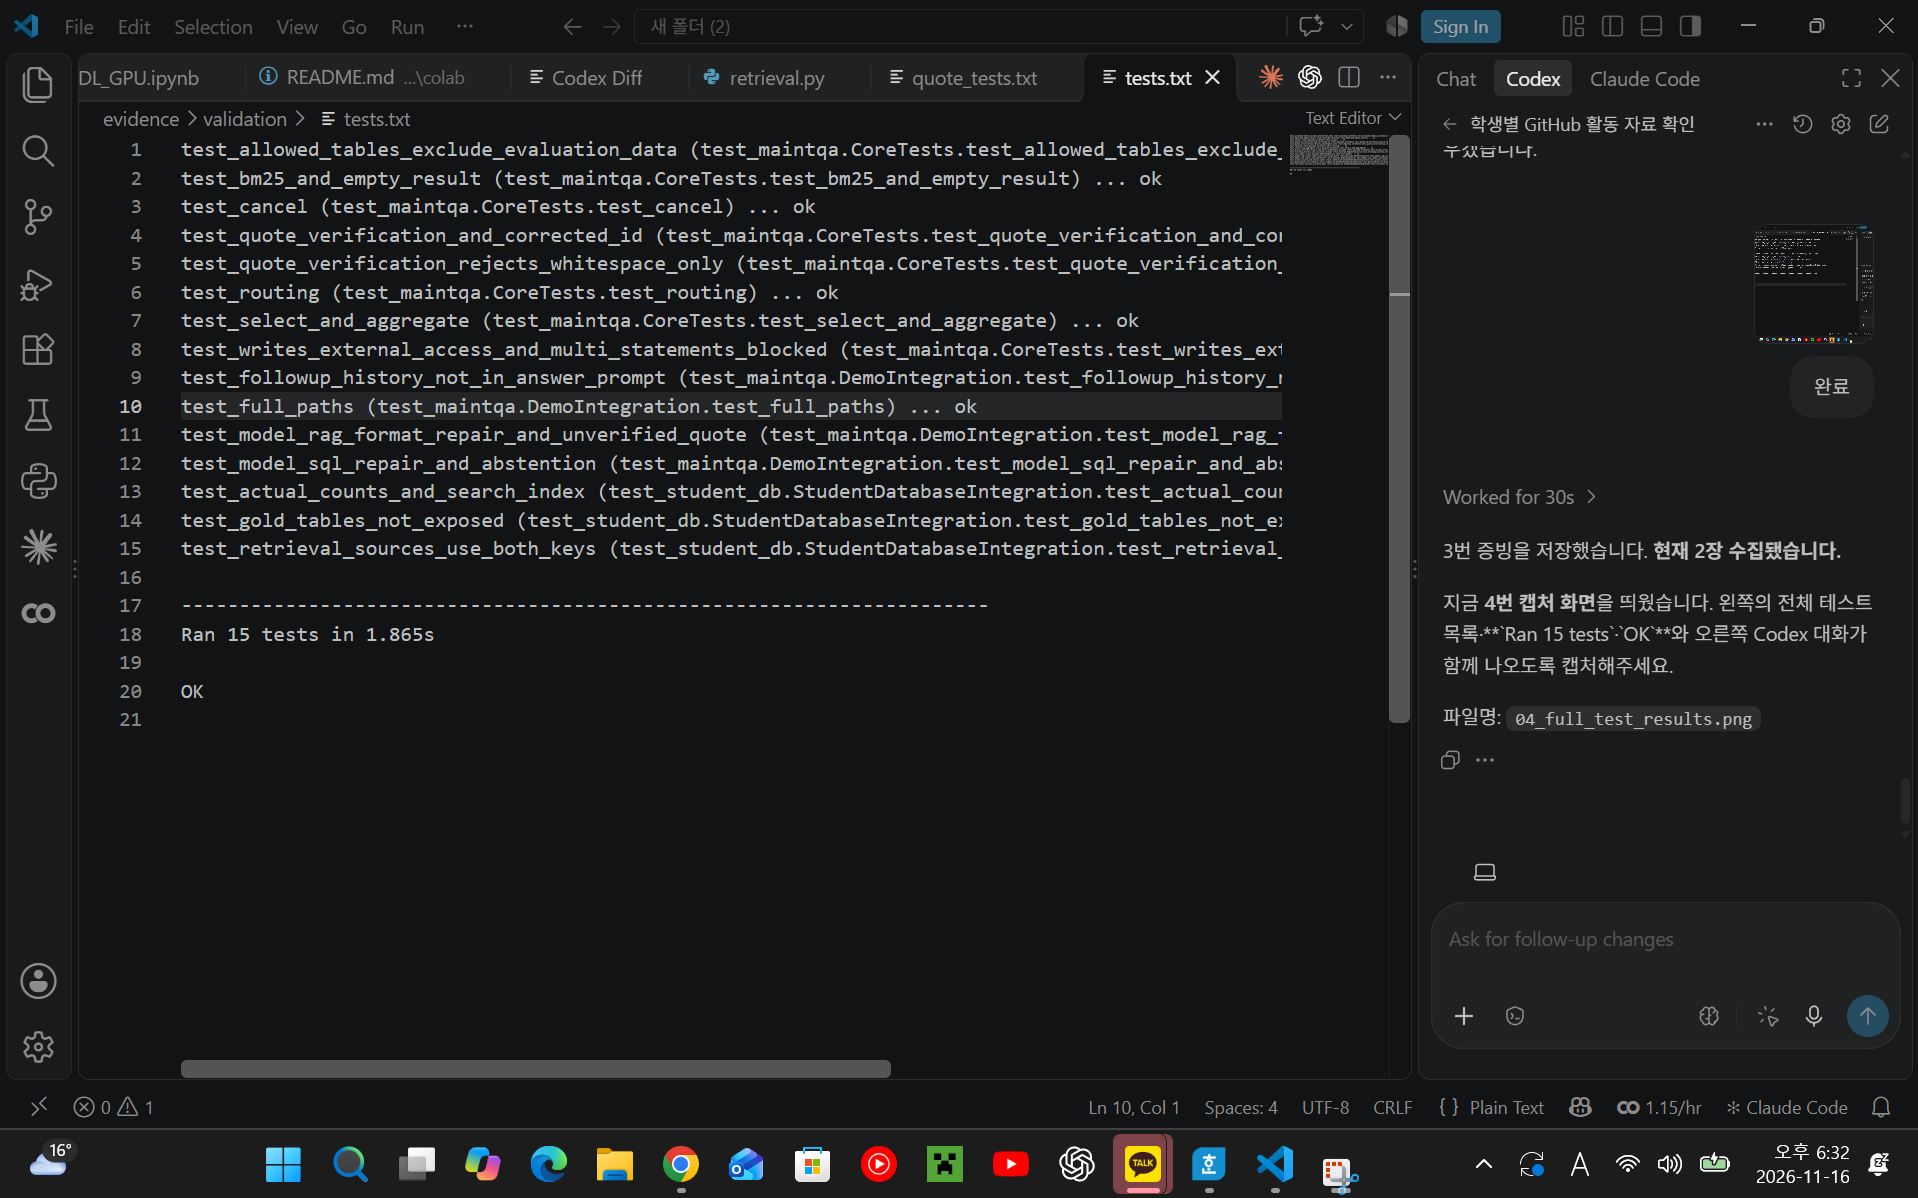 File Edit Selection View Go Run ···
새 폴더 (2)
Sign In
DL_GPU.ipynb
README.md ...\colab
Codex Diff
retrieval.py
quote_tests.txt
tests.txt
evidence > validation > tests.txt
Text Editor
1 test_allowed_tables_exclude_evaluation_data (test_maintqa.CoreTests.test_allowed_tables_exclude_
2 test_bm25_and_empty_result (test_maintqa.CoreTests.test_bm25_and_empty_result) ... ok
3 test_cancel (test_maintqa.CoreTests.test_cancel) ... ok
4 test_quote_verification_and_corrected_id (test_maintqa.CoreTests.test_quote_verification_and_cor
5 test_quote_verification_rejects_whitespace_only (test_maintqa.CoreTests.test_quote_verification_
6 test_routing (test_maintqa.CoreTests.test_routing) ... ok
7 test_select_and_aggregate (test_maintqa.CoreTests.test_select_and_aggregate) ... ok
8 test_writes_external_access_and_multi_statements_blocked (test_maintqa.CoreTests.test_writes_ext
9 test_followup_history_not_in_answer_prompt (test_maintqa.DemoIntegration.test_followup_history_n
10 test_full_paths (test_maintqa.DemoIntegration.test_full_paths) ... ok
11 test_model_rag_format_repair_and_unverified_quote (test_maintqa.DemoIntegration.test_model_rag_
12 test_model_sql_repair_and_abstention (test_maintqa.DemoIntegration.test_model_sql_repair_and_abs
13 test_actual_counts_and_search_index (test_student_db.StudentDatabaseIntegration.test_actual_coun
14 test_gold_tables_not_exposed (test_student_db.StudentDatabaseIntegration.test_gold_tables_not_ex
15 test_retrieval_sources_use_both_keys (test_student_db.StudentDatabaseIntegration.test_retrieval_
16
17 ----------------------------------------------------------------------
18 Ran 15 tests in 1.865s
19
20 OK
21
Chat Codex Claude Code
학생별 GitHub 활동 자료 확인
우겠습니다.
완료
Worked for 30s >
3번 증빙을 저장했습니다. 현재 2장 수집됐습니다.
지금 4번 캡처 화면을 띄웠습니다. 왼쪽의 전체 테스트
목록·**`Ran 15 tests`·`OK`**와 오른쪽 Codex 대화가
함께 나오도록 캡처해주세요.
파일명: 04_full_test_results.png
Ask for follow-up changes
0 1
Ln 10, Col 1 Spaces: 4 UTF-8 CRLF { } Plain Text 1.15/hr Claude Code
16°
TALK
A
오후 6:32
2026-11-16